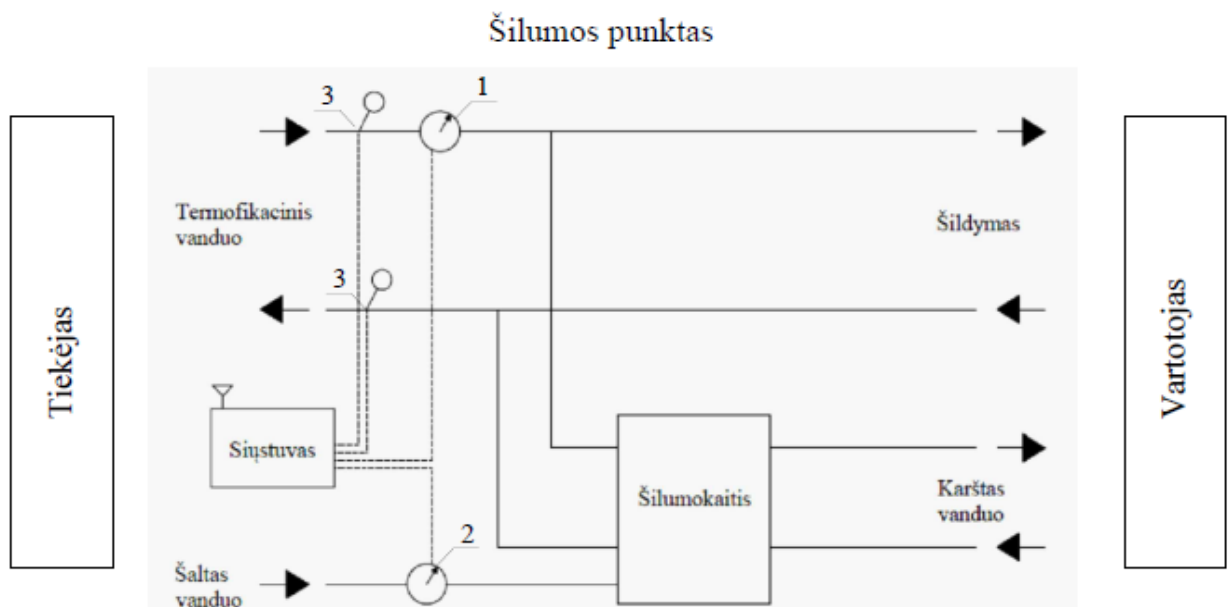 Šilumos punktas
3
1
Termofikacinis
vanduo
Šildymas
3
Tiekėjas
Vartotojas
Siųstuvas
Šilumokaitis
Karštas
vanduo
2
Šaltas
vanduo